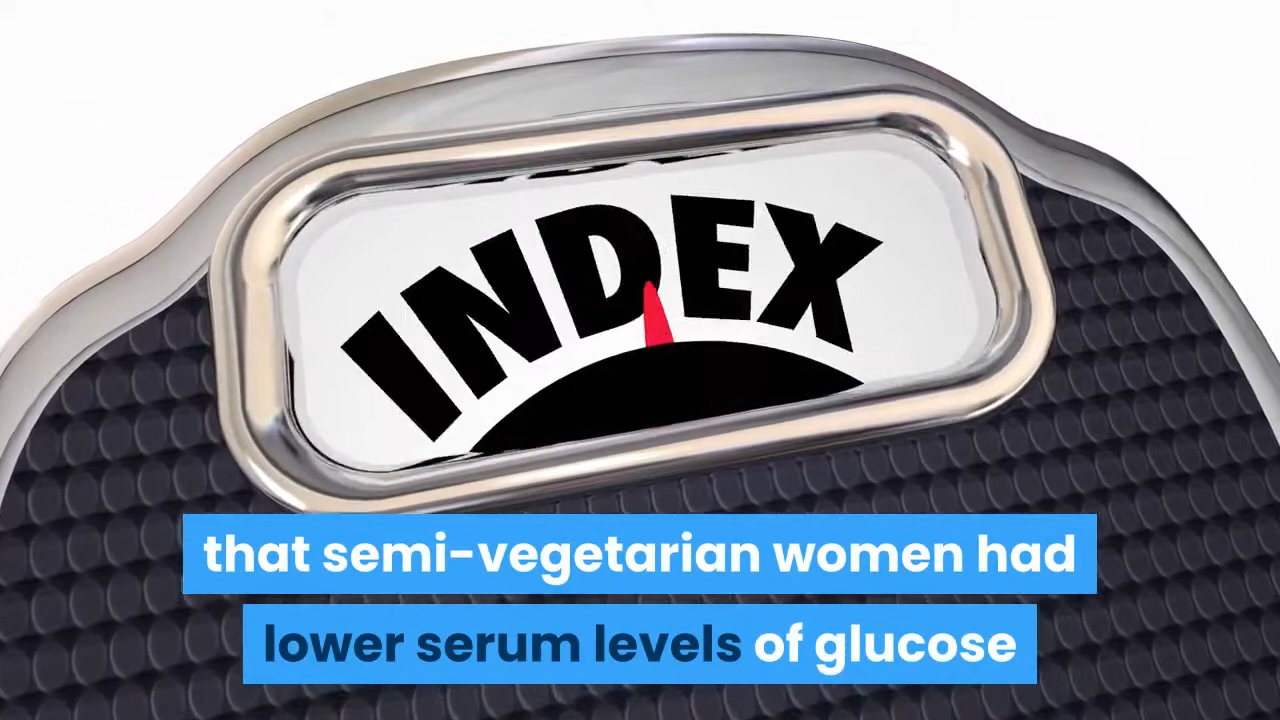 INDEX
that semi-vegetarian women had
lower serum levels of glucose